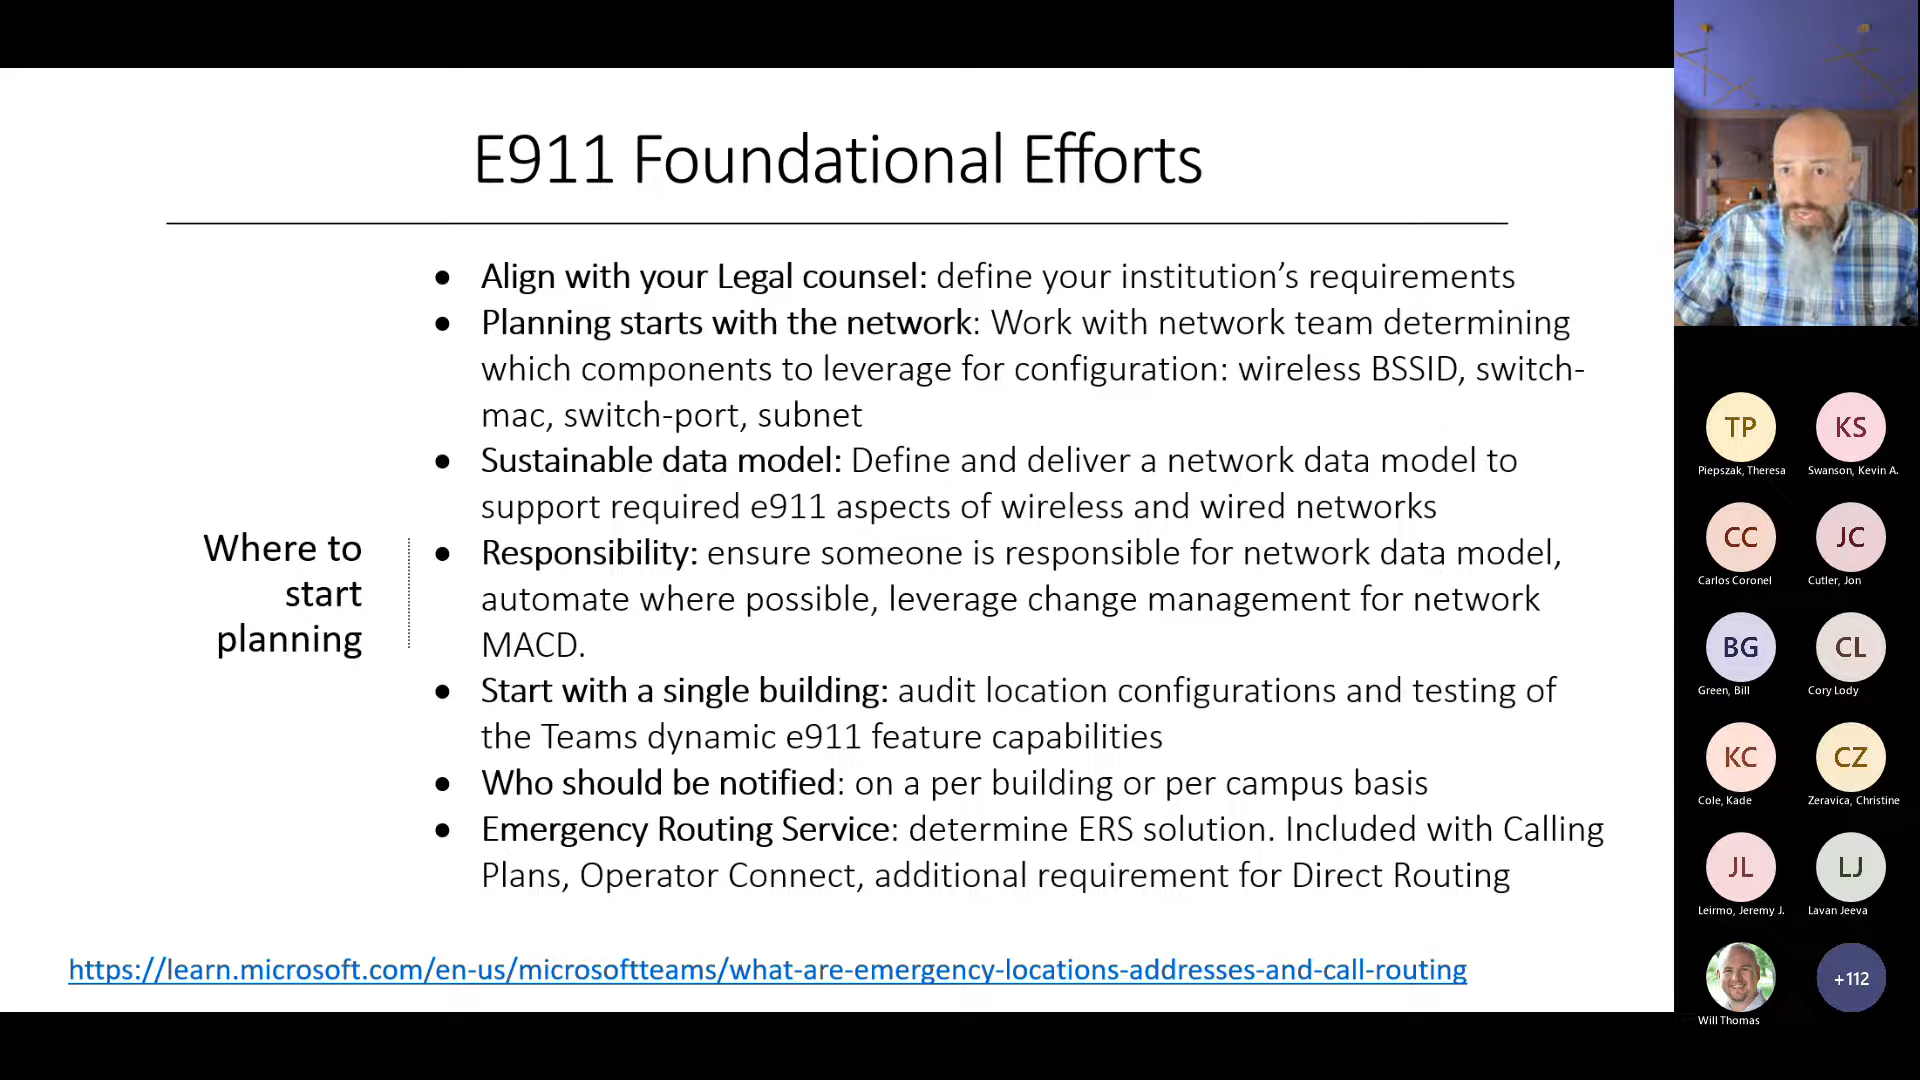 E911 Foundational Efforts
Where to
start
planning
• Align with your Legal counsel: define your institution’s requirements
• Planning starts with the network: Work with network team determining
which components to leverage for configuration: wireless BSSID, switch-
mac, switch-port, subnet
• Sustainable data model: Define and deliver a network data model to
support required e911 aspects of wireless and wired networks
• Responsibility: ensure someone is responsible for network data model,
automate where possible, leverage change management for network
MACD.
• Start with a single building: audit location configurations and testing of
the Teams dynamic e911 feature capabilities
• Who should be notified: on a per building or per campus basis
• Emergency Routing Service: determine ERS solution. Included with Calling
Plans, Operator Connect, additional requirement for Direct Routing
https://learn.microsoft.com/en-us/microsoftteams/what-are-emergency-locations-addresses-and-call-routing
TP
Piepszak, Theresa
KS
Swanson, Kevin A.
CC
Carlos Coronel
JC
Cutler, Jon
BG
Green, Bill
CL
Cory Lody
KC
Cole, Kade
CZ
Zeravica, Christine
JL
Leirmo, Jeremy J.
LJ
Lavan Jeeva
Will Thomas
+112